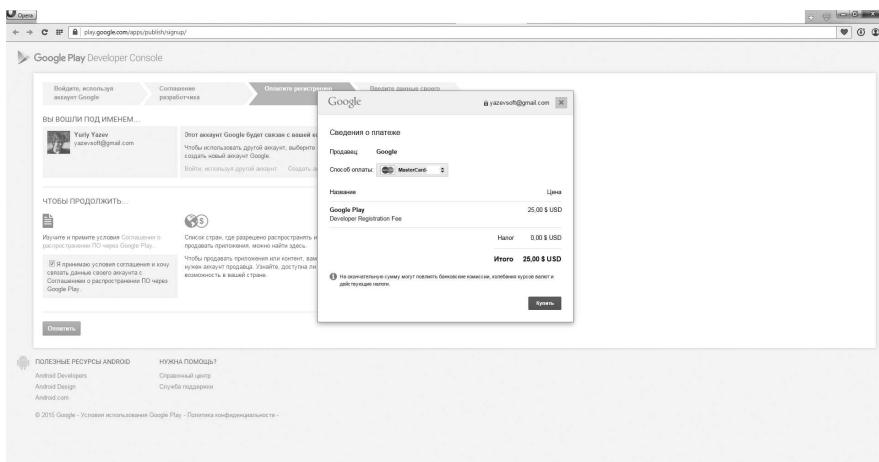 Opera
play.google.com/apps/publish/signup/
Google Play Developer Console
Войдите, используя
аккаунт Google
Соглашение
разработчика
Оплатите регистрацию
Введите данные своего
ВЫ ВОШЛИ ПОД ИМЕНЕМ...
Yuriy Yazev
yazevsoft@gmail.com
Этот аккаунт Google будет связан с вашей
Чтобы использовать другой аккаунт, выберите
создать новый аккаунт Google.
Войти, используя другой аккаунт
Создать
ЧТОБЫ ПРОДОЛЖИТЬ...
Изучите и примите условия Соглашения о
распространении ПО через Google Play.
Я принимаю условия соглашения и хочу
связать данные своего аккаунта с
Соглашением о распространении ПО через
Google Play.
Список стран, где разрешено распространять и
продавать приложения, можно найти здесь.
Чтобы продавать приложения или контент, вам
нужен аккаунт продавца. Узнайте, доступна ли
возможность в вашей стране.
Оплатить
Google
yazevsoft@gmail.com
Сведения о платеже
Продавец: Google
Способ оплаты: MasterCard-
Название Цена
Google Play 25,00 $ USD
Developer Registration Fee
Налог 0,00 $ USD
Итого 25,00 $ USD
На окончательную сумму могут повлиять банковские комиссии, колебания курсов валют и
действующие налоги.
Купить
ПОЛЕЗНЫЕ РЕСУРСЫ ANDROID
Android Developers
Android Design
Android.com
НУЖНА ПОМОЩЬ?
Справочный центр
Служба поддержки
© 2015 Google - Условия использования Google Play - Политика конфиденциальности -